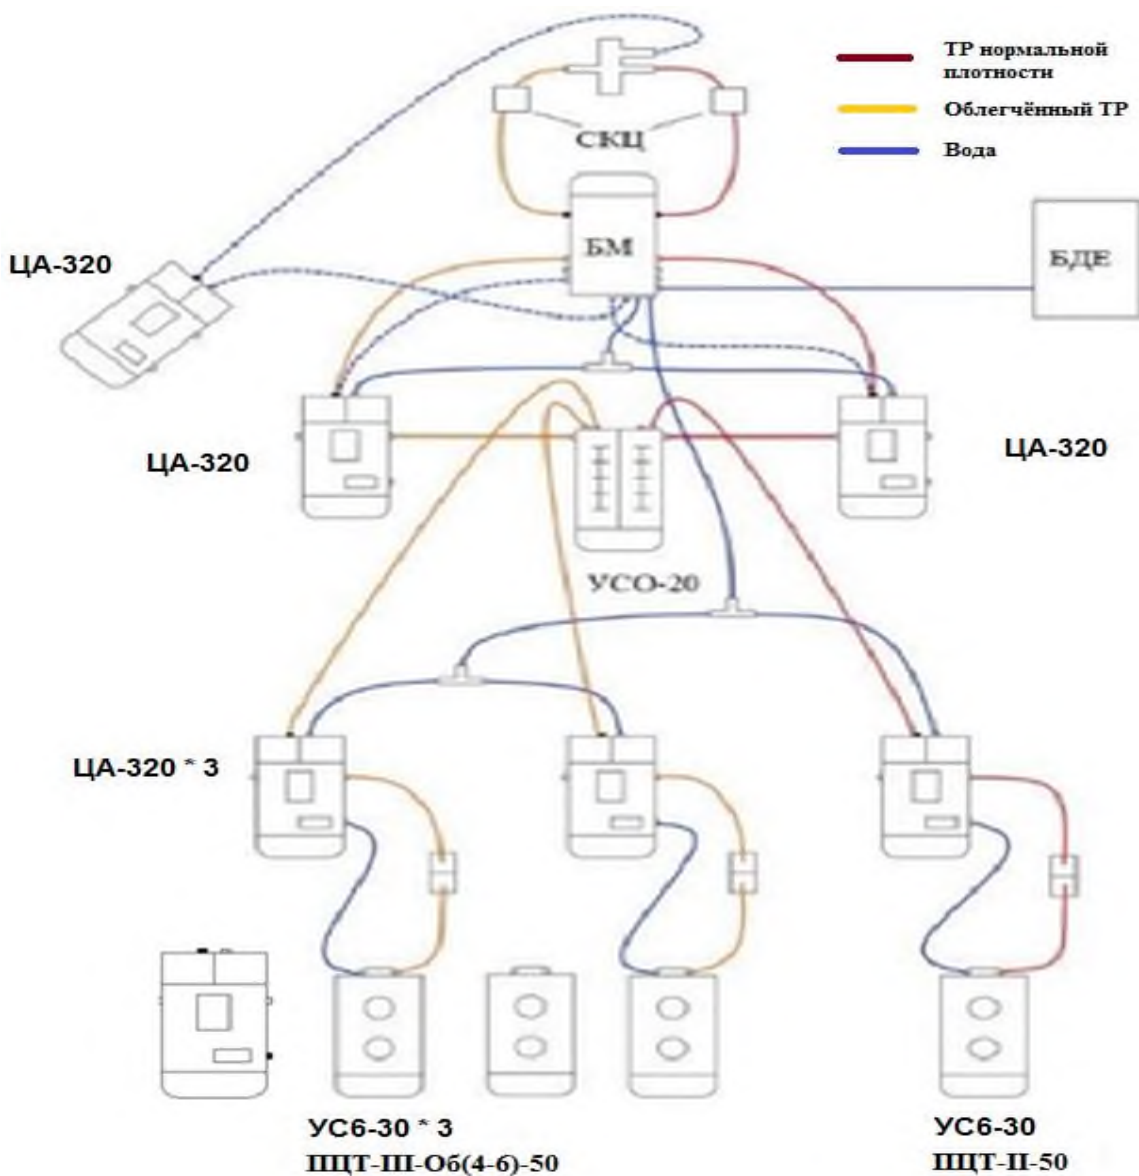 ТР нормальной
плотности
Облегчённый ТР
Вода
СКЦ
БМ
БДЕ
ЦА-320
ЦА-320
ЦА-320
УСО-20
ЦА-320 * 3
УС6-30 * 3
ПЦТ-III-Об(4-6)-50
УС6-30
ПЦТ-II-50